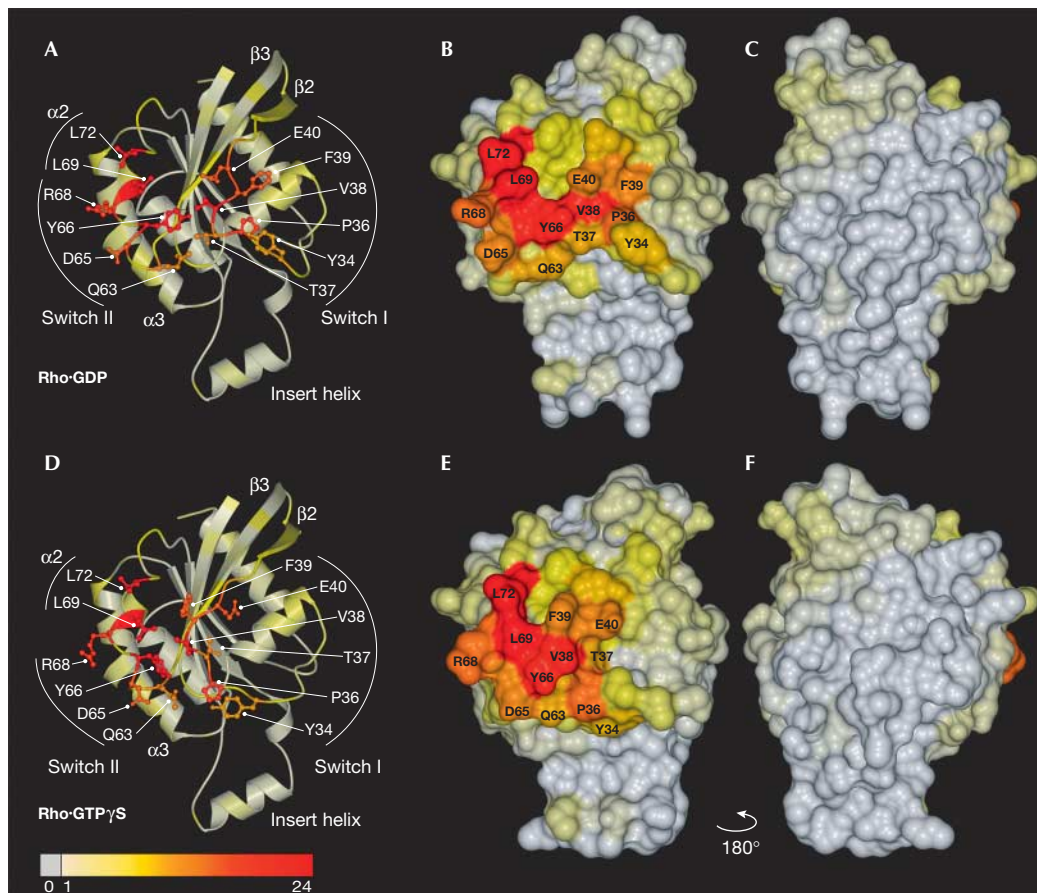 A
β3
β2
α2
L72
L69
R68
Y66
D65
Q63
α3
Switch II
E40
F39
V38
P36
Y34
T37
Switch I
Rho·GDP
Insert helix
B
L72
L69
E40
F39
R68
V38
P36
Y66
T37
Y34
D65
Q63
C
D
β3
β2
α2
L72
L69
R68
Y66
D65
Q63
α3
Switch II
F39
E40
V38
T37
P36
Y34
Switch I
Rho·GTPγS
Insert helix
0 1 24
E
L72
F39
E40
L69
R68
V38
T37
Y66
D65
Q63
P36
Y34
180°
F